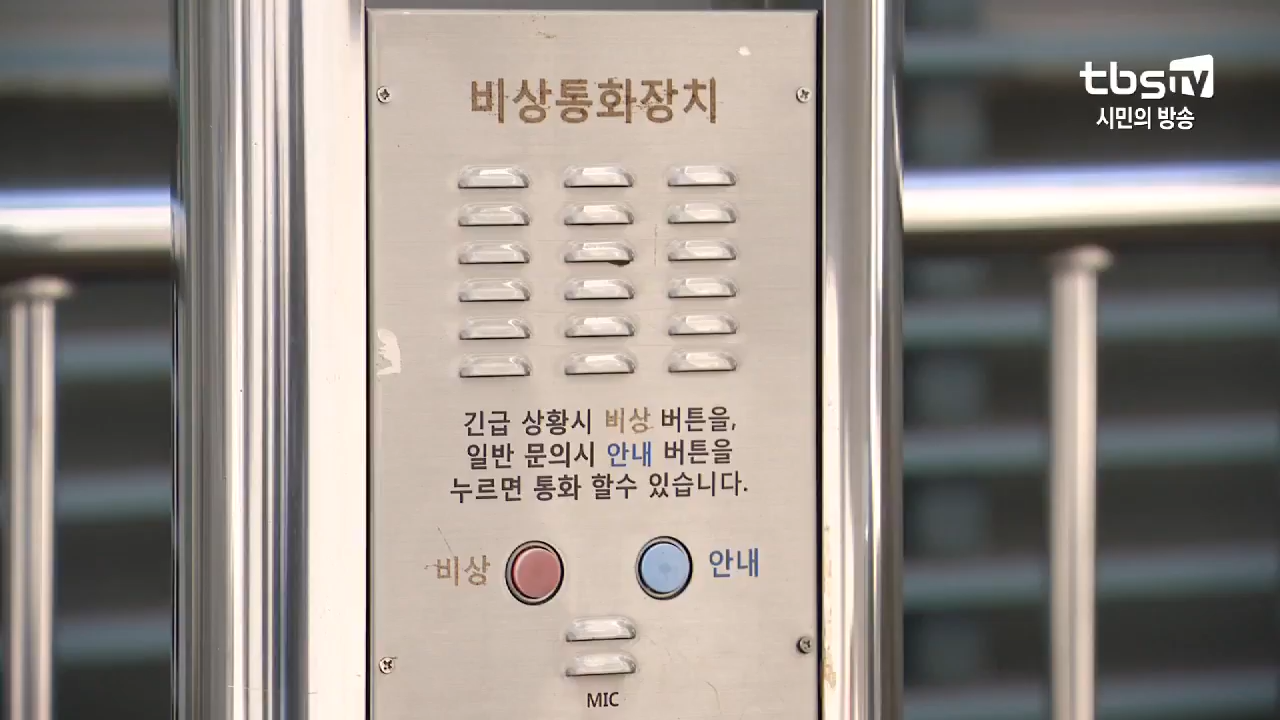 비상통화장치
tbsTV
시민의 방송
긴급 상황시 비상 버튼을,
일반 문의시 안내 버튼을
누르면 통화 할수 있습니다.
비상 안내
MIC